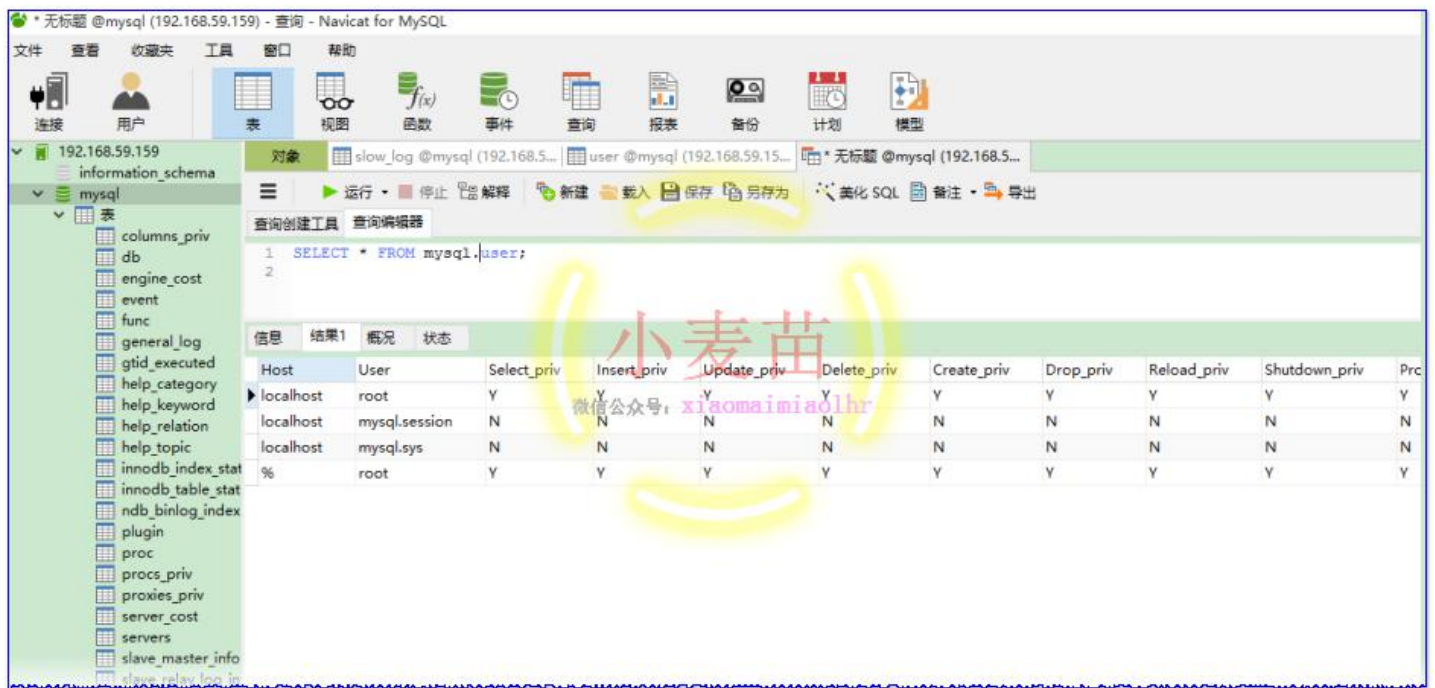 * 无标题 @mysql (192.168.59.159) - 查询 - Navicat for MySQL
文件 查看 收藏夹 工具 窗口 帮助
f(x)
连接 用户 表 视图 函数 事件 查询 报表 备份 计划 模型
192.168.59.159
information_schema
mysql
表
columns_priv
db
engine_cost
event
func
general_log
gtid_executed
help_category
help_keyword
help_relation
help_topic
innodb_index_stat
innodb_table_stat
ndb_binlog_index
plugin
proc
procs_priv
proxies_priv
server_cost
servers
slave_master_info
slave_relay_log_in
对象 slow_log @mysql (192.168.5... user @mysql (192.168.59.15... * 无标题 @mysql (192.168.5...
运行 停止 解释 新建 载入 保存 另存为 美化 SQL 备注 导出
查询创建工具 查询编辑器
1 SELECT * FROM mysql.user;
2
信息 结果1 概况 状态
Host User Select_priv Insert_priv Update_priv Delete_priv Create_priv Drop_priv Reload_priv Shutdown_priv Prc
localhost root Y Y Y Y Y Y Y Y Y
localhost mysql.session N N N N N N N N N
localhost mysql.sys N N N N N N N N N
% root Y Y Y Y Y Y Y Y Y
小麦苗
微信公众号：xiaomaimiaolhr